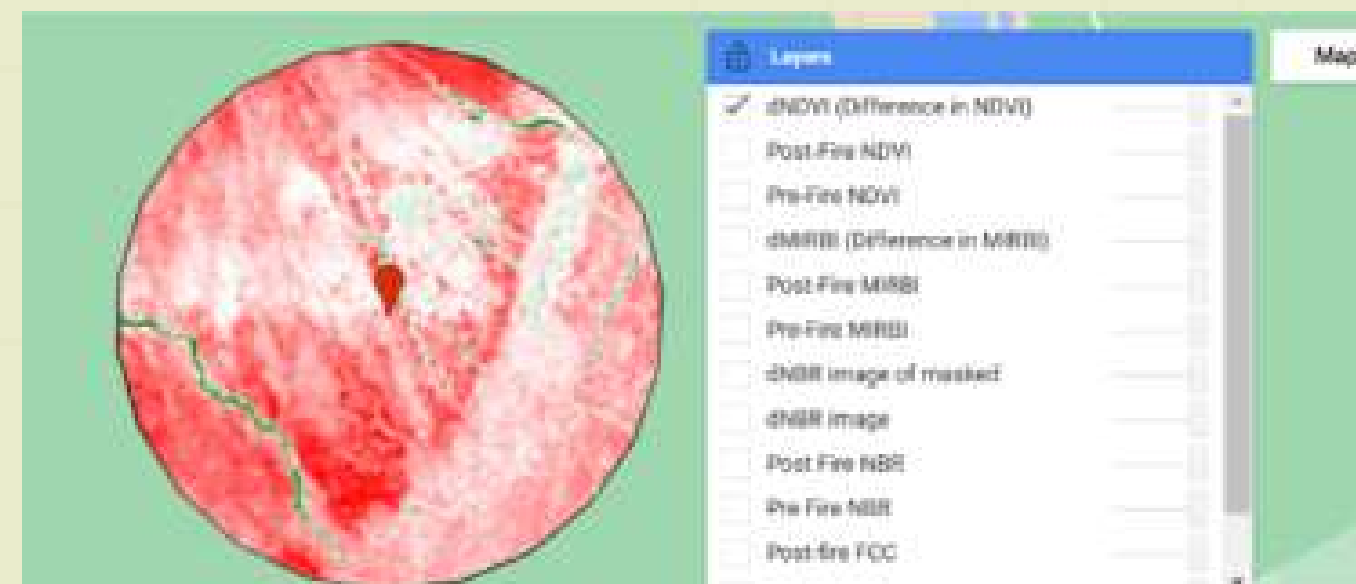 Layers
Map
dNDVI (Difference in NDVI)
Post-Fire NDVI
Pre-Fire NDVI
dMIRBI (Difference in MIRBI)
Post-Fire MIRBI
Pre-Fire MIRBI
dNBR image of masked
dNBR image
Post Fire NBR
Pre Fire NBR
Post-fire FCC